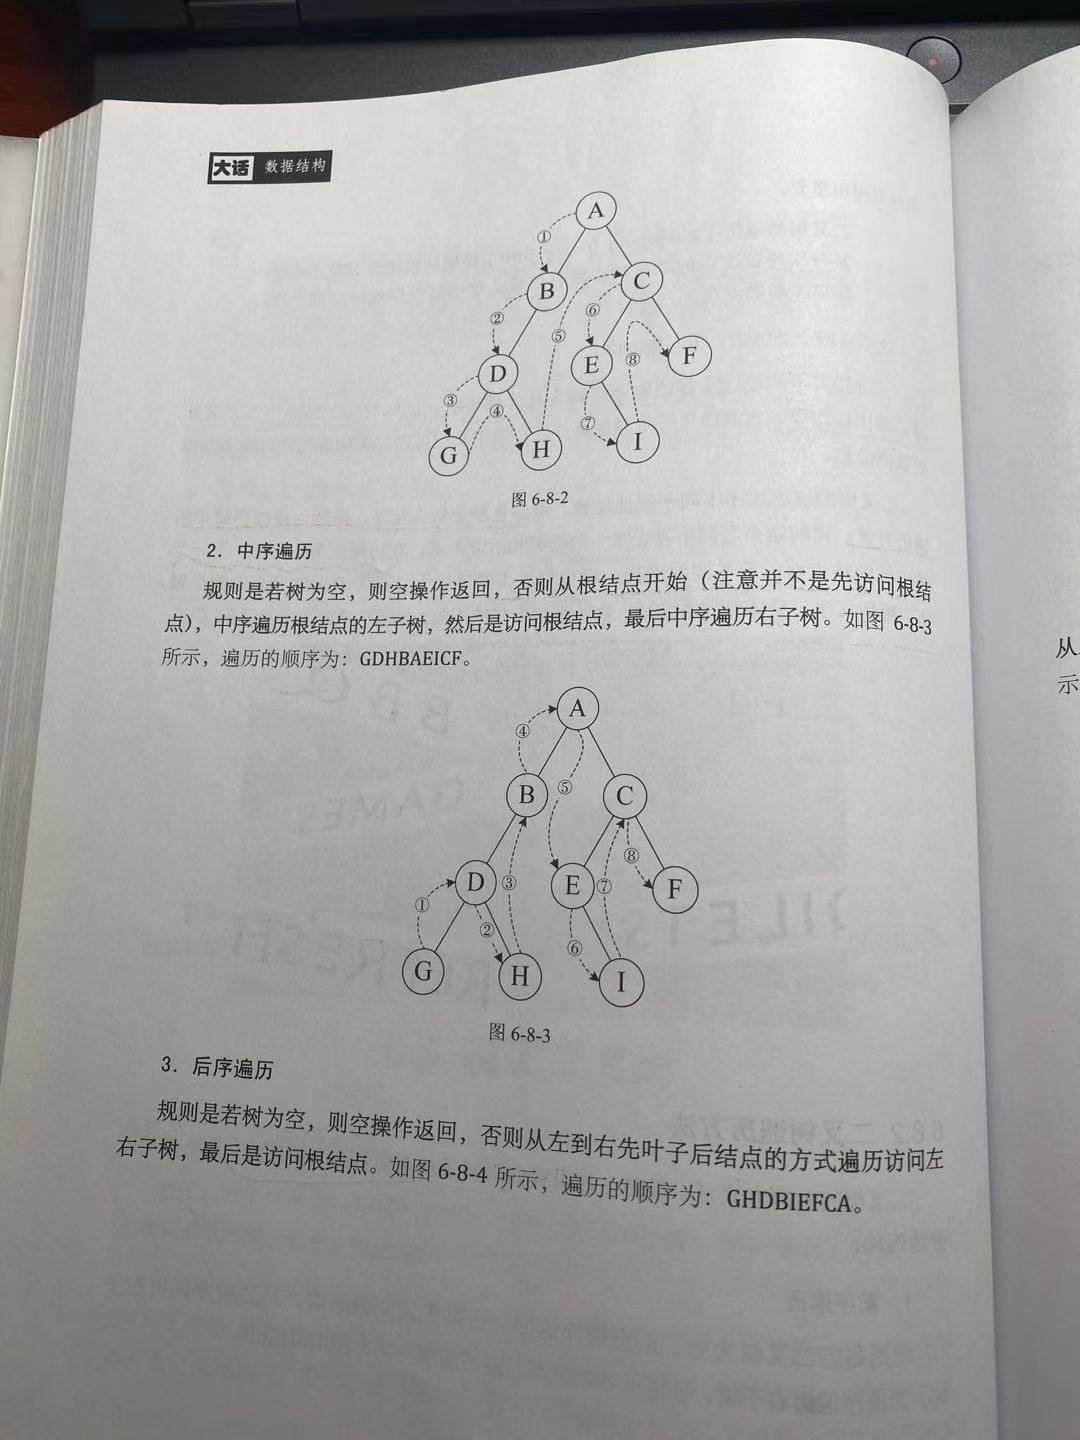 大话 数据结构
A
①
B
C
②
⑥
⑤
D
E
⑧
F
③
④
⑦
G
H
I
图 6-8-2
2. 中序遍历
规则是若树为空，则空操作返回，否则从根结点开始（注意并不是先访问根结
点），中序遍历根结点的左子树，然后是访问根结点，最后中序遍历右子树。如图 6-8-3
所示，遍历的顺序为：GDHBAEICF。
A
④
B
⑤
C
D
③
E
⑦
⑧
F
①
②
⑥
G
H
I
图 6-8-3
3. 后序遍历
规则是若树为空，则空操作返回，否则从左到右先叶子后结点的方式遍历访问左
右子树，最后是访问根结点。如图 6-8-4 所示，遍历的顺序为：GHDBIEFCA。
从
示